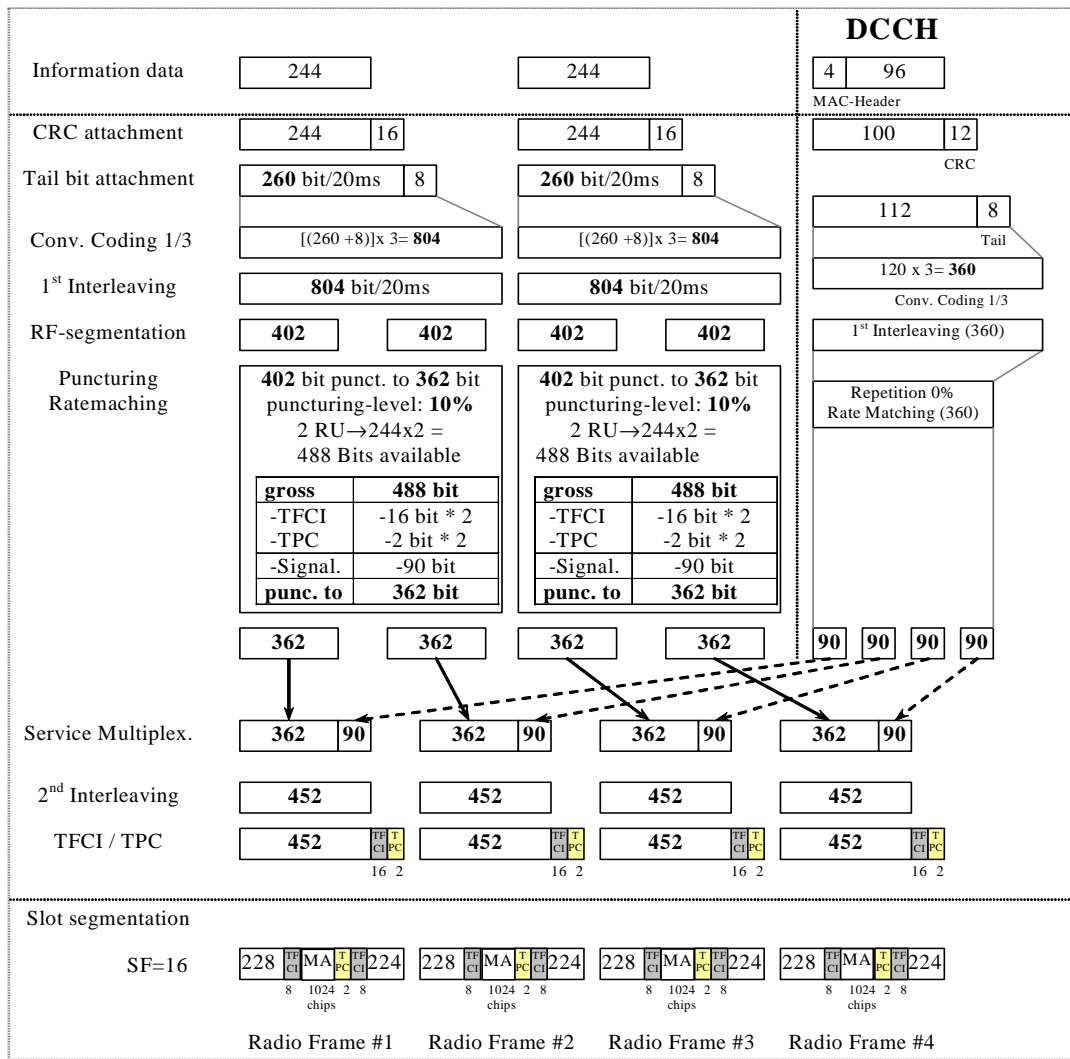 DCCH
Information data 244 244 4 96
MAC-Header
CRC attachment 244 16 244 16 100 12
CRC
Tail bit attachment 260 bit/20ms 8 260 bit/20ms 8
112 8
Tail
Conv. Coding 1/3 [(260 +8)]x 3= 804 [(260 +8)]x 3= 804
120 x 3= 360
Conv. Coding 1/3
1st Interleaving 804 bit/20ms 804 bit/20ms
RF-segmentation 402 402 402 402 1st Interleaving (360)
Puncturing
Ratemaching
402 bit punct. to 362 bit
puncturing-level: 10%
2 RU→244x2 =
488 Bits available
gross 488 bit
-TFCI -16 bit * 2
-TPC -2 bit * 2
-Signal. -90 bit
punc. to 362 bit
402 bit punct. to 362 bit
puncturing-level: 10%
2 RU→244x2 =
488 Bits available
gross 488 bit
-TFCI -16 bit * 2
-TPC -2 bit * 2
-Signal. -90 bit
punc. to 362 bit
Repetition 0%
Rate Matching (360)
362 362 362 362 90 90 90 90
Service Multiplex. 362 90 362 90 362 90 362 90
2nd Interleaving 452 452 452 452
TFCI / TPC 452 TF CI T PC 452 TF CI T PC 452 TF CI T PC 452 TF CI T PC
16 2 16 2 16 2 16 2
Slot segmentation
SF=16 228 TF CI MA T PC TF CI 224 228 TF CI MA T PC TF CI 224 228 TF CI MA T PC TF CI 224 228 TF CI MA T PC TF CI 224
8 1024 2 8 8 1024 2 8 8 1024 2 8 8 1024 2 8
chips chips chips chips
Radio Frame #1 Radio Frame #2 Radio Frame #3 Radio Frame #4